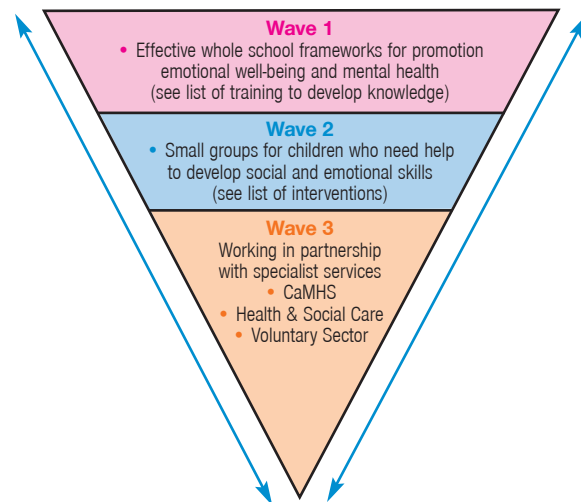 Wave 1
• Effective whole school frameworks for promotion
emotional well-being and mental health
(see list of training to develop knowledge)
Wave 2
• Small groups for children who need help
to develop social and emotional skills
(see list of interventions)
Wave 3
Working in partnership
with specialist services
• CaMHS
• Health & Social Care
• Voluntary Sector